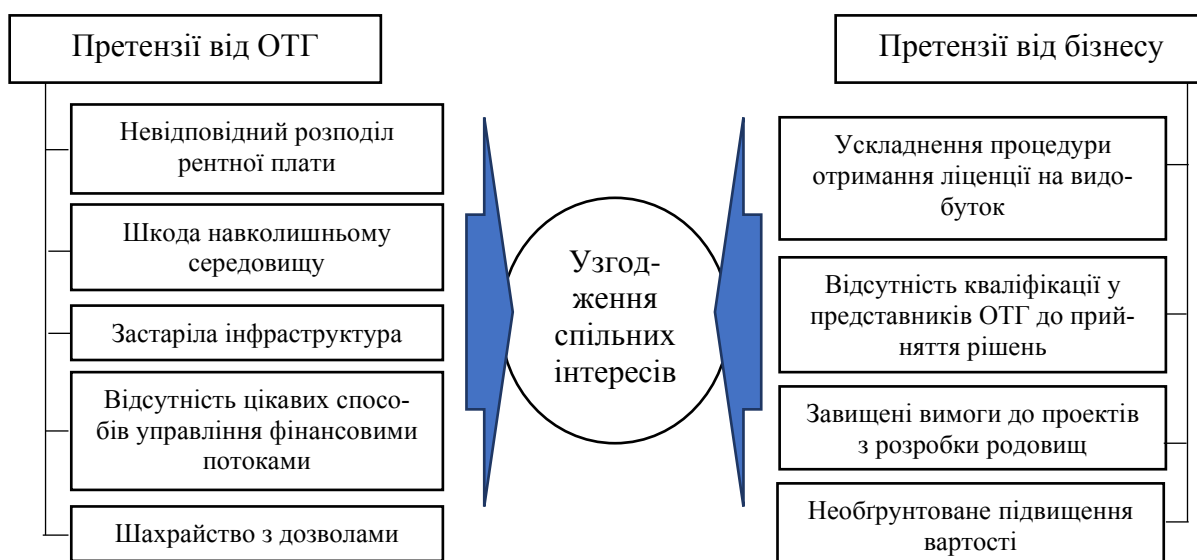 Претензії від ОТГ
Невідповідний розподіл
рентної плати
Шкода навколишньому
середовищу
Застаріла інфраструктура
Відсутність цікавих спосо-
бів управління фінансовими
потоками
Шахрайство з дозволами
Узгод-
ження
спільних
інтересів
Претензії від бізнесу
Ускладнення процедури
отримання ліценції на видо-
буток
Відсутність кваліфікації у
представників ОТГ до прий-
няття рішень
Завищені вимоги до проектів
з розробки родовищ
Необґрунтоване підвищення
вартості